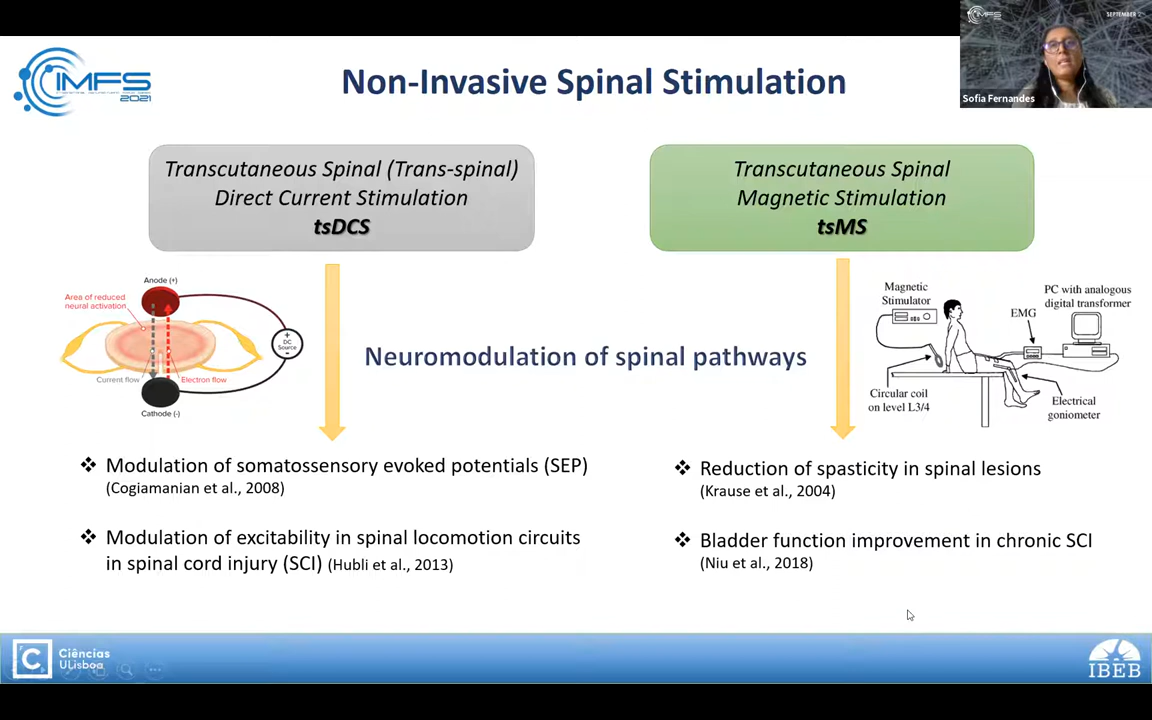 IMFS
2021
Non-Invasive Spinal Stimulation
IMFS
SEPTEMBER
Sofia Fernandes
Transcutaneous Spinal (Trans-spinal)
Direct Current Stimulation
tsDCS
Transcutaneous Spinal
Magnetic Stimulation
tsMS
Anode (+)
Area of reduced
neural activation
+
DC
Source
-
Current flow
Electron flow
Cathode (-)
Neuromodulation of spinal pathways
Magnetic
Stimulator
EMG
PC with analogous
digital transformer
Circular coil
on level L3/4
Electrical
goniometer
❖ Modulation of somatossensory evoked potentials (SEP)
(Cogiamanian et al., 2008)
❖ Modulation of excitability in spinal locomotion circuits
in spinal cord injury (SCI) (Hubli et al., 2013)
❖ Reduction of spasticity in spinal lesions
(Krause et al., 2004)
❖ Bladder function improvement in chronic SCI
(Niu et al., 2018)
C
Ciências
ULisboa
IBEB